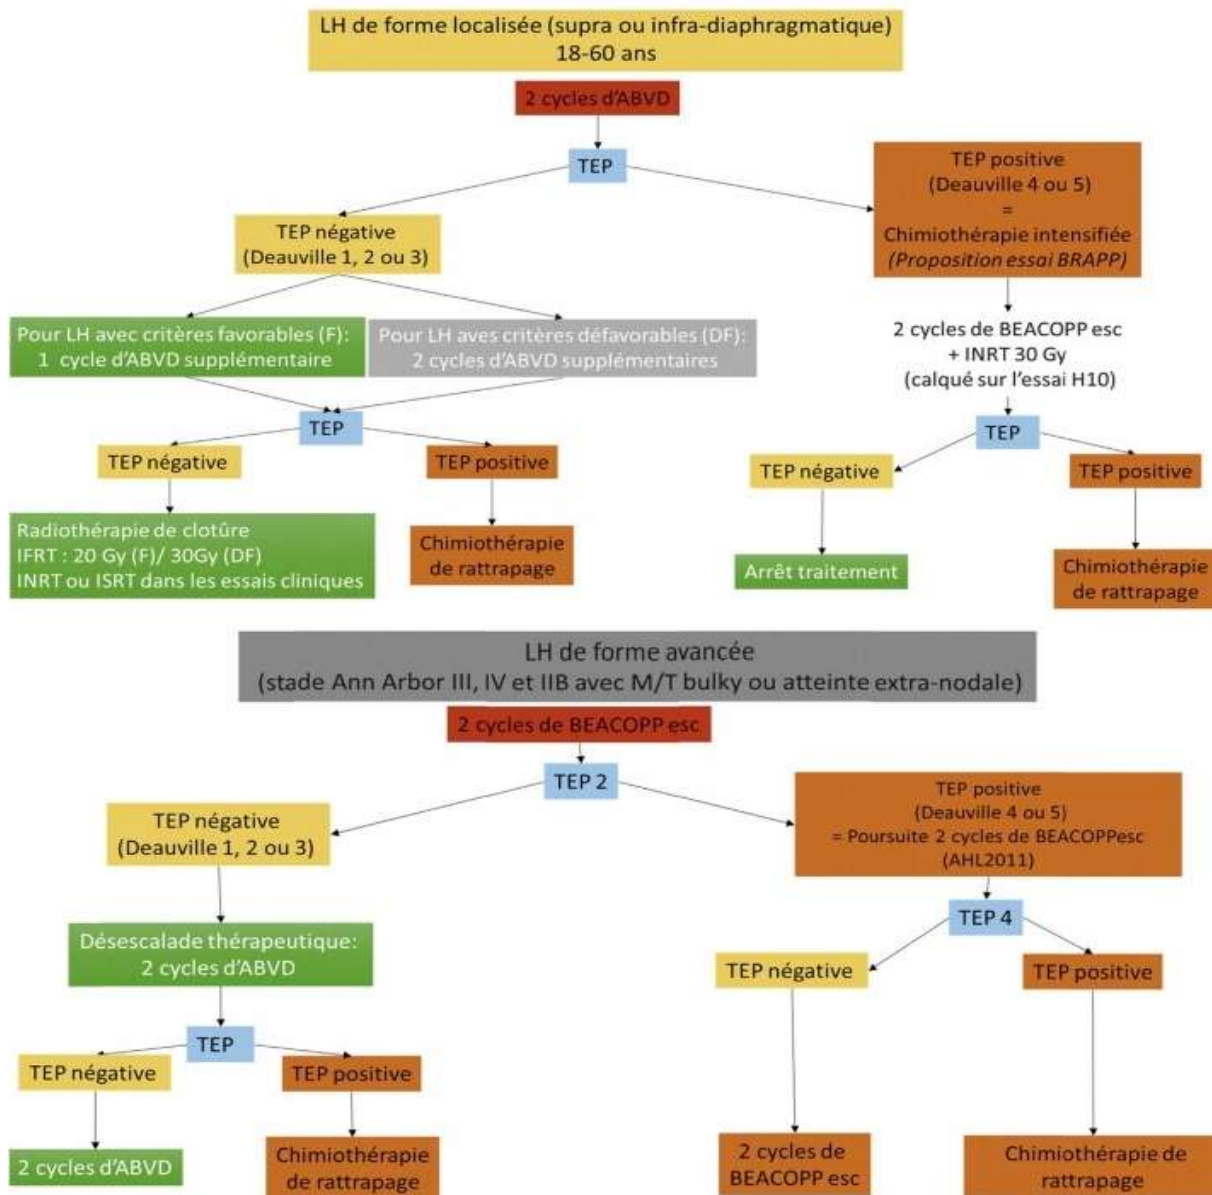 LH de forme localisée (supra ou infra-diaphragmatique)
18-60 ans
2 cycles d'ABVD
TEP
TEP négative
(Deauville 1, 2 ou 3)
TEP positive
(Deauville 4 ou 5)
=
Chimiothérapie intensifiée
(Proposition essai BRAPP)
Pour LH avec critères favorables (F):
1 cycle d'ABVD supplémentaire
Pour LH aves critères défavorables (DF):
2 cycles d'ABVD supplémentaires
2 cycles de BEACOPP esc
+ INRT 30 Gy
(calqué sur l'essai H10)
TEP
TEP négative
TEP positive
Radiothérapie de clotûre
IFRT : 20 Gy (F)/ 30Gy (DF)
INRT ou ISRT dans les essais cliniques
Chimiothérapie
de rattrapage
TEP
TEP négative
TEP positive
Arrêt traitement
Chimiothérapie
de rattrapage
LH de forme avancée
(stade Ann Arbor III, IV et IIB avec M/T bulky ou atteinte extra-nodale)
2 cycles de BEACOPP esc
TEP 2
TEP négative
(Deauville 1, 2 ou 3)
TEP positive
(Deauville 4 ou 5)
= Poursuite 2 cycles de BEACOPPesc
(AHL2011)
Désescalade thérapeutique:
2 cycles d'ABVD
TEP
TEP négative
TEP positive
2 cycles d'ABVD
Chimiothérapie
de rattrapage
TEP 4
TEP négative
TEP positive
2 cycles de
BEACOPP esc
Chimiothérapie de
rattrapage